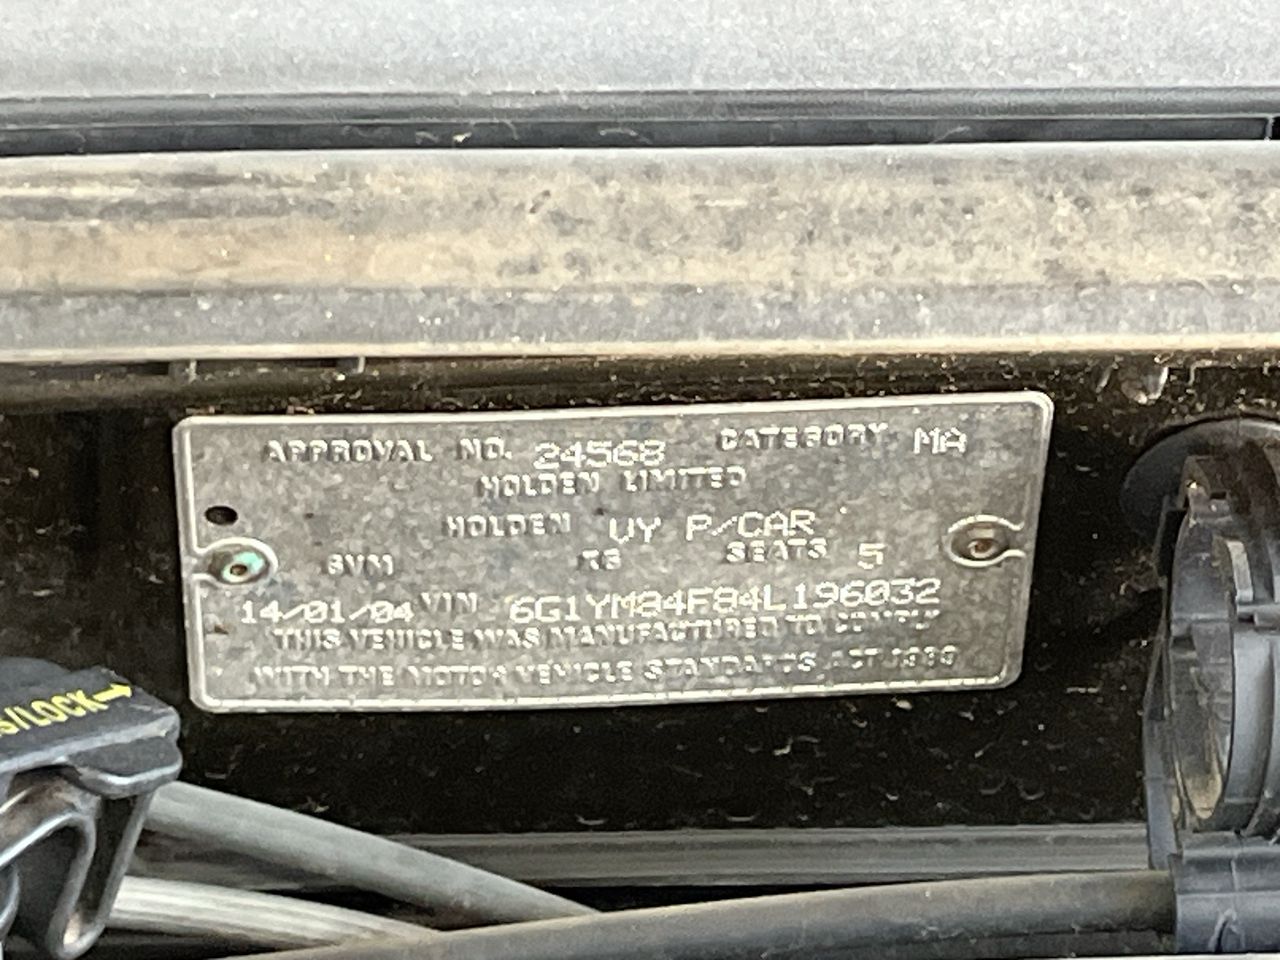 APPROVAL NO. 24568 CATEGORY MA
HOLDEN LIMITED
HOLDEN VY P/CAR
GVM KG SEATS 5
14/01/04 VIN 6G1YM84F84L196032
THIS VEHICLE WAS MANUFACTURED TO COMPLY
WITH THE MOTOR VEHICLE STANDARDS ACT 1989
S/LOCK→